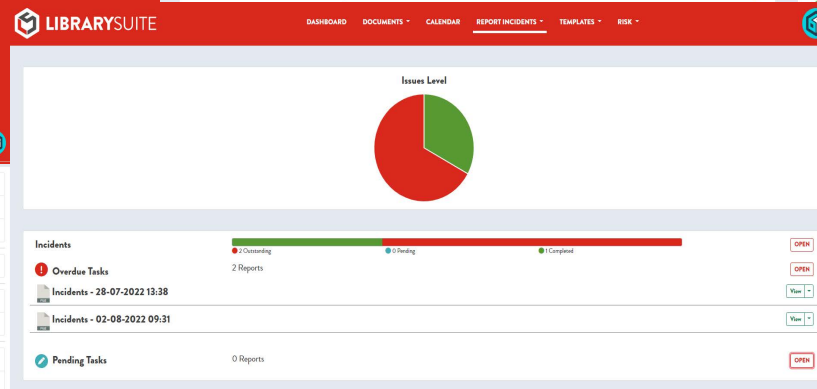 LIBRARYSUITE
DASHBOARD DOCUMENTS CALENDAR REPORT INCIDENTS TEMPLATES RISK
Issues Level
Incidents OPEN
2 Outstanding 0 Pending 1 Completed
Overdue Tasks 2 Reports OPEN
Incidents - 28-07-2022 13:38 View
Incidents - 02-08-2022 09:31 View
Pending Tasks 0 Reports OPEN